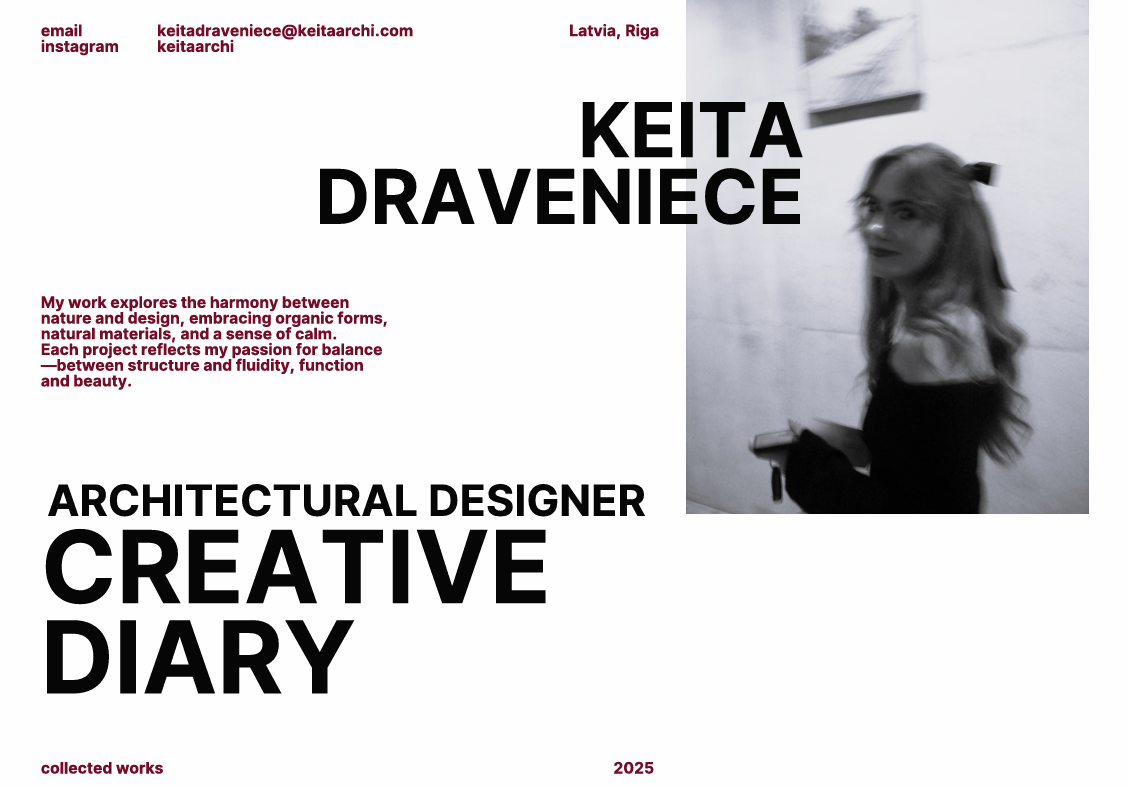 email keitadraveniece@keitaarchi.com Latvia, Riga
instagram keitaarchi
KEITA
DRAVENIECE
My work explores the harmony between
nature and design, embracing organic forms,
natural materials, and a sense of calm.
Each project reflects my passion for balance
—between structure and fluidity, function
and beauty.
ARCHITECTURAL DESIGNER
CREATIVE
DIARY
collected works 2025